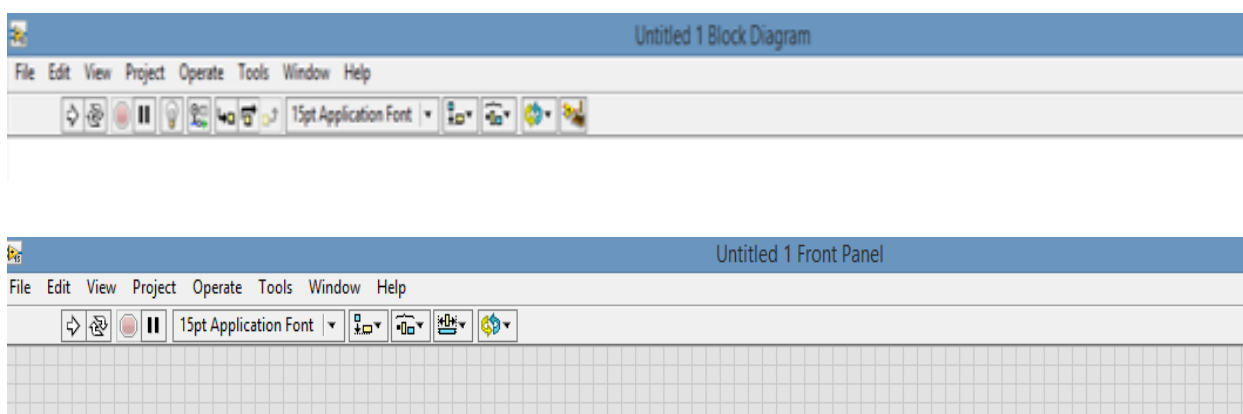 Untitled 1 Block Diagram
File Edit View Project Operate Tools Window Help
15pt Application Font
Untitled 1 Front Panel
File Edit View Project Operate Tools Window Help
15pt Application Font